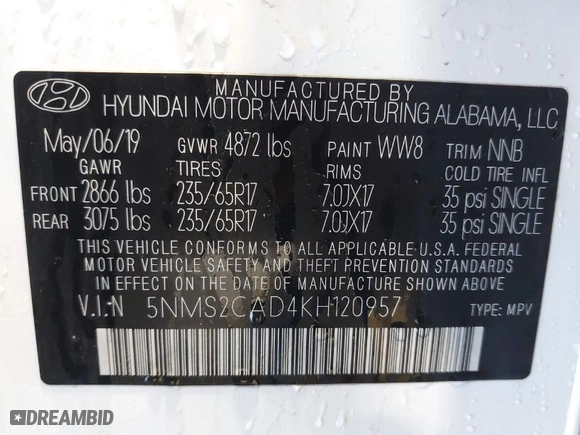 MANUFACTURED BY
HYUNDAI MOTOR MANUFACTURING ALABAMA, LLC
May/06/19 GVWR 4872 lbs PAINT WW8 TRIM NNB
GAWR TIRES RIMS COLD TIRE INFL
FRONT 2866 lbs 235/65R17 7.0JX17 35 psi SINGLE
REAR 3075 lbs 235/65R17 7.0JX17 35 psi SINGLE
THIS VEHICLE CONFORMS TO ALL APPLICABLE U.S.A. FEDERAL
MOTOR VEHICLE SAFETY AND THEFT PREVENTION STANDARDS
IN EFFECT ON THE DATE OF MANUFACTURE SHOWN ABOVE.
V.I.N 5NMS2CAD4KH120957 TYPE: MPV
DREAMBID